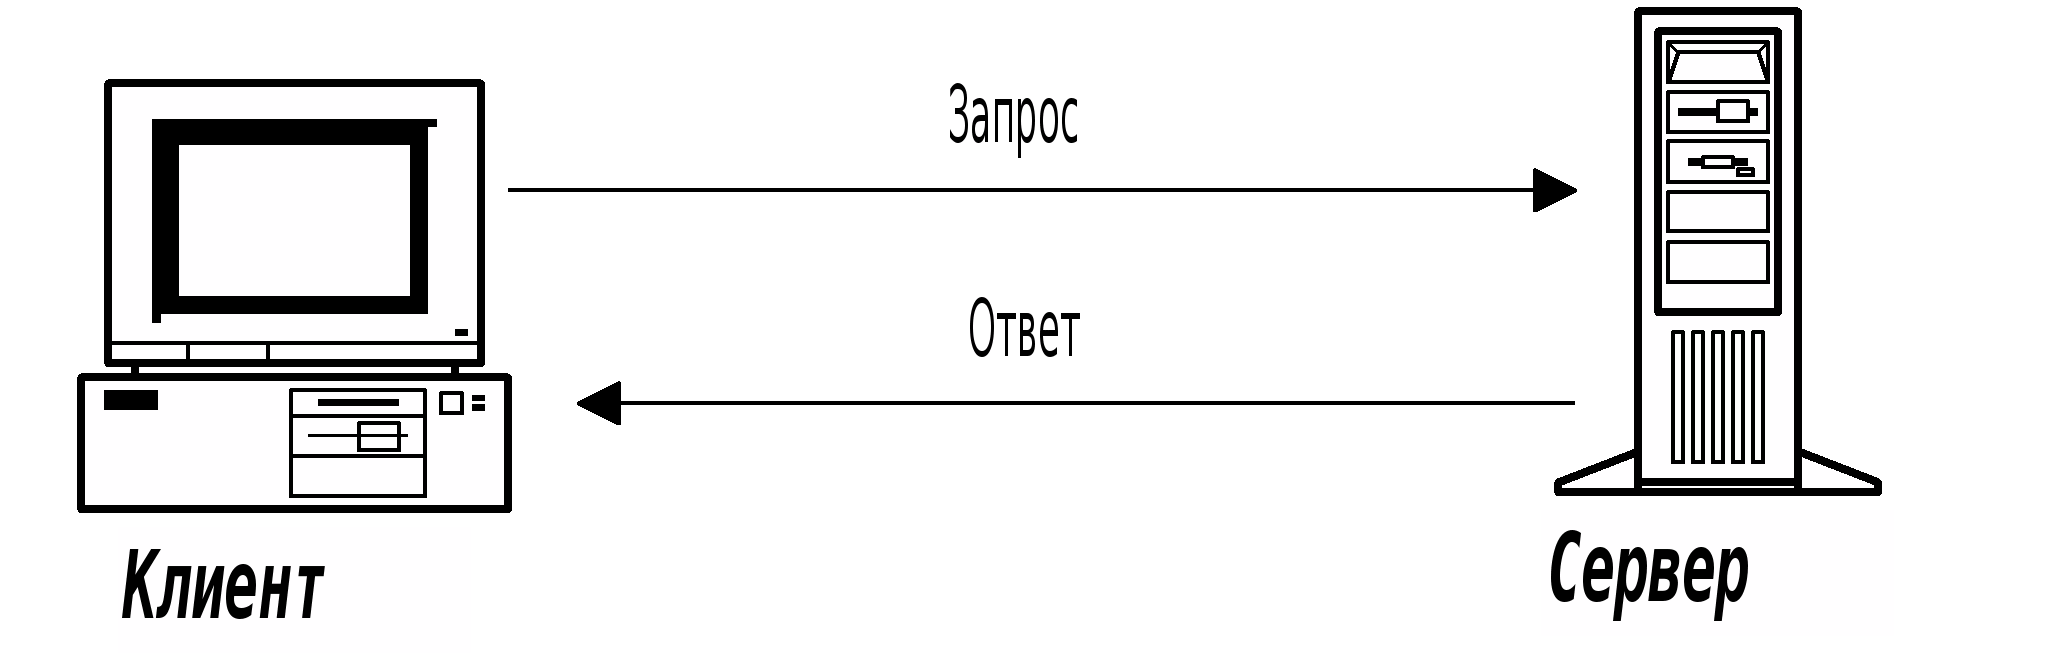 Запрос
Ответ
Клиент
Сервер